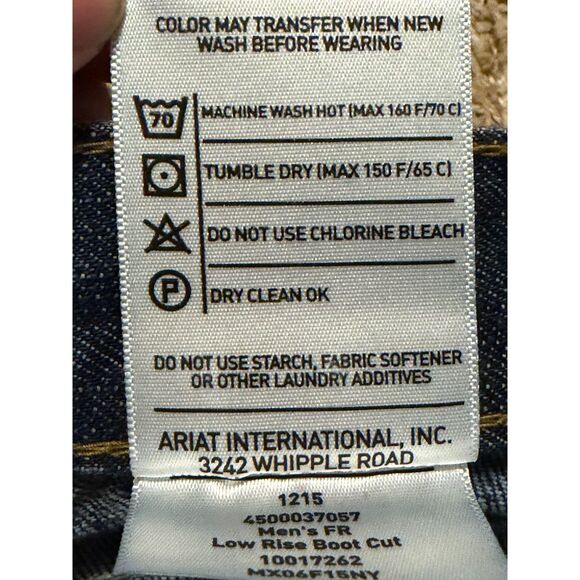 COLOR MAY TRANSFER WHEN NEW
WASH BEFORE WEARING
70 MACHINE WASH HOT (MAX 160 F/70 C)
TUMBLE DRY (MAX 150 F/65 C)
DO NOT USE CHLORINE BLEACH
P DRY CLEAN OK
DO NOT USE STARCH, FABRIC SOFTENER
OR OTHER LAUNDRY ADDITIVES
ARIAT INTERNATIONAL, INC.
3242 WHIPPLE ROAD
1215
4500037057
Men's FR
Low Rise Boot Cut
10017262
MX06F15NY